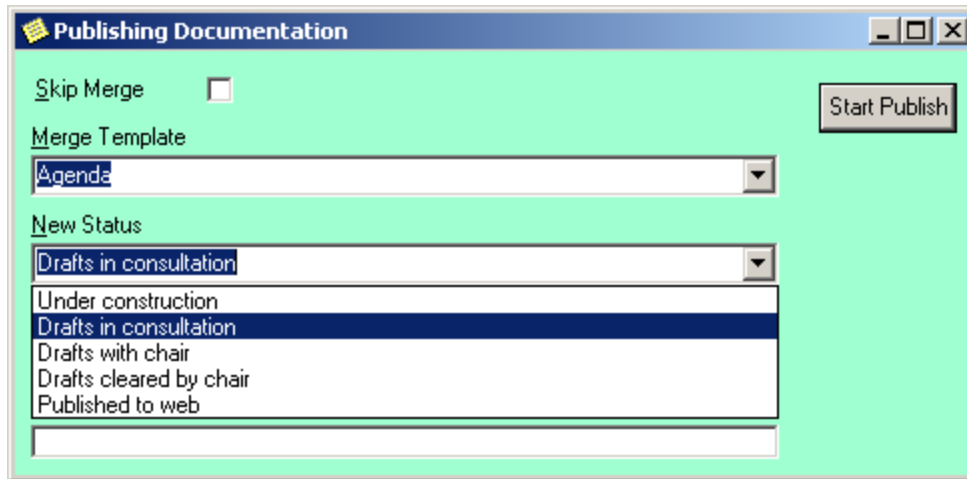 Publishing Documentation
Skip Merge
Start Publish
Merge Template
Agenda
New Status
Drafts in consultation
Under construction
Drafts in consultation
Drafts with chair
Drafts cleared by chair
Published to web